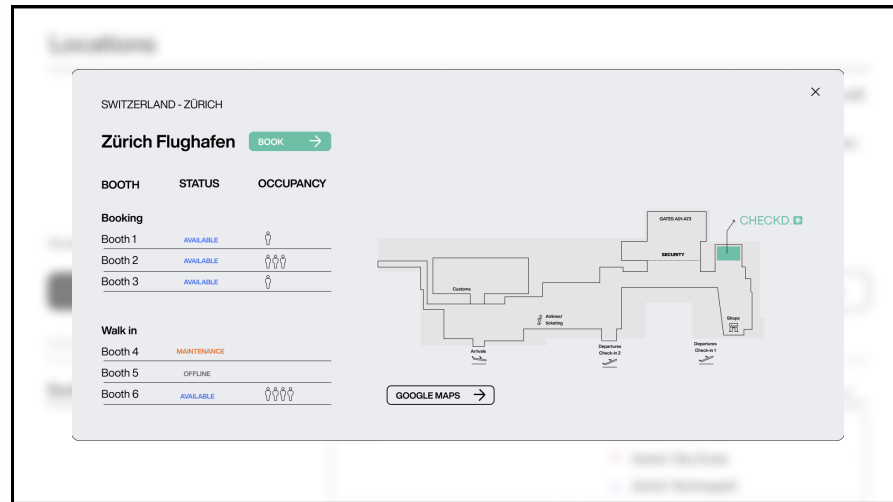 Locations
SWITZERLAND - ZÜRICH
Zürich Flughafen
BOOK
BOOTH STATUS OCCUPANCY
Booking
Booth 1 AVAILABLE
Booth 2 AVAILABLE
Booth 3 AVAILABLE
Walk in
Booth 4 MAINTENANCE
Booth 5 OFFLINE
Booth 6 AVAILABLE
GATES A01-A73
CHECKD.
SECURITY
Customs
Airlines/
ticketing
Shops
Arrivals
Departures
Check-in 2
Departures
Check-in 1
GOOGLE MAPS